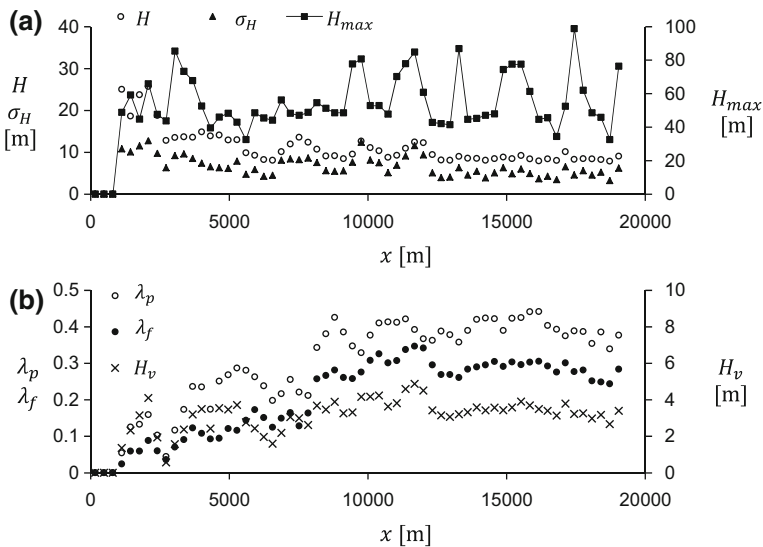 (a)
H σ_H H_max
40
30
20
10
0
H
σ_H
[m]
100
80
60
40
20
0
H_max
[m]
0 5000 10000 15000 20000
x [m]
(b)
λ_p
λ_f
H_v
0.5
0.4
0.3
0.2
0.1
0
λ_p
λ_f
10
8
6
4
2
0
H_v
[m]
0 5000 10000 15000 20000
x [m]